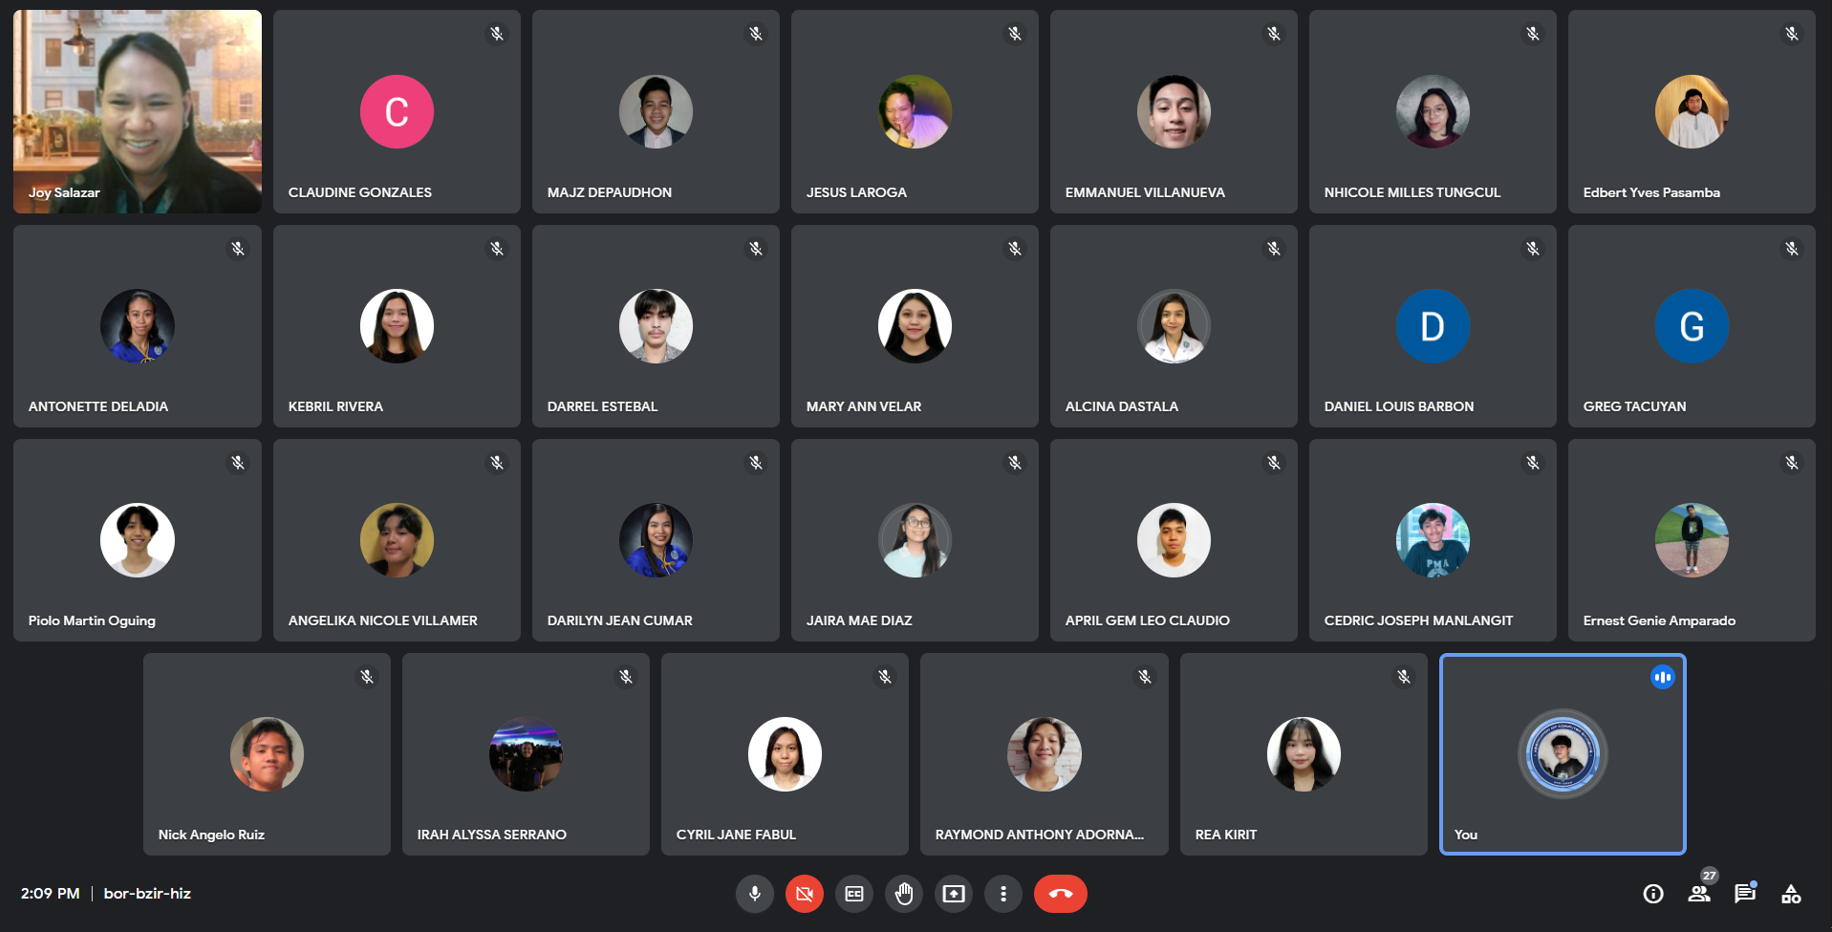 Joy Salazar
C
CLAUDINE GONZALES
MAJZ DEPAUDHON
JESUS LAROGA
EMMANUEL VILLANUEVA
NHICOLE MILLES TUNGCUL
Edbert Yves Pasamba
ANTONETTE DELADIA
KEBRIL RIVERA
DARREL ESTEBAL
MARY ANN VELAR
ALCINA DASTALA
D
DANIEL LOUIS BARBON
G
GREG TACUYAN
Piolo Martin Oguing
ANGELIKA NICOLE VILLAMER
DARILYN JEAN CUMAR
JAIRA MAE DIAZ
APRIL GEM LEO CLAUDIO
PMA
CEDRIC JOSEPH MANLANGIT
Ernest Genie Amparado
Nick Angelo Ruiz
IRAH ALYSSA SERRANO
CYRIL JANE FABUL
RAYMOND ANTHONY ADORNA...
REA KIRIT
You
2:09 PM | bor-bzir-hiz
CC
27